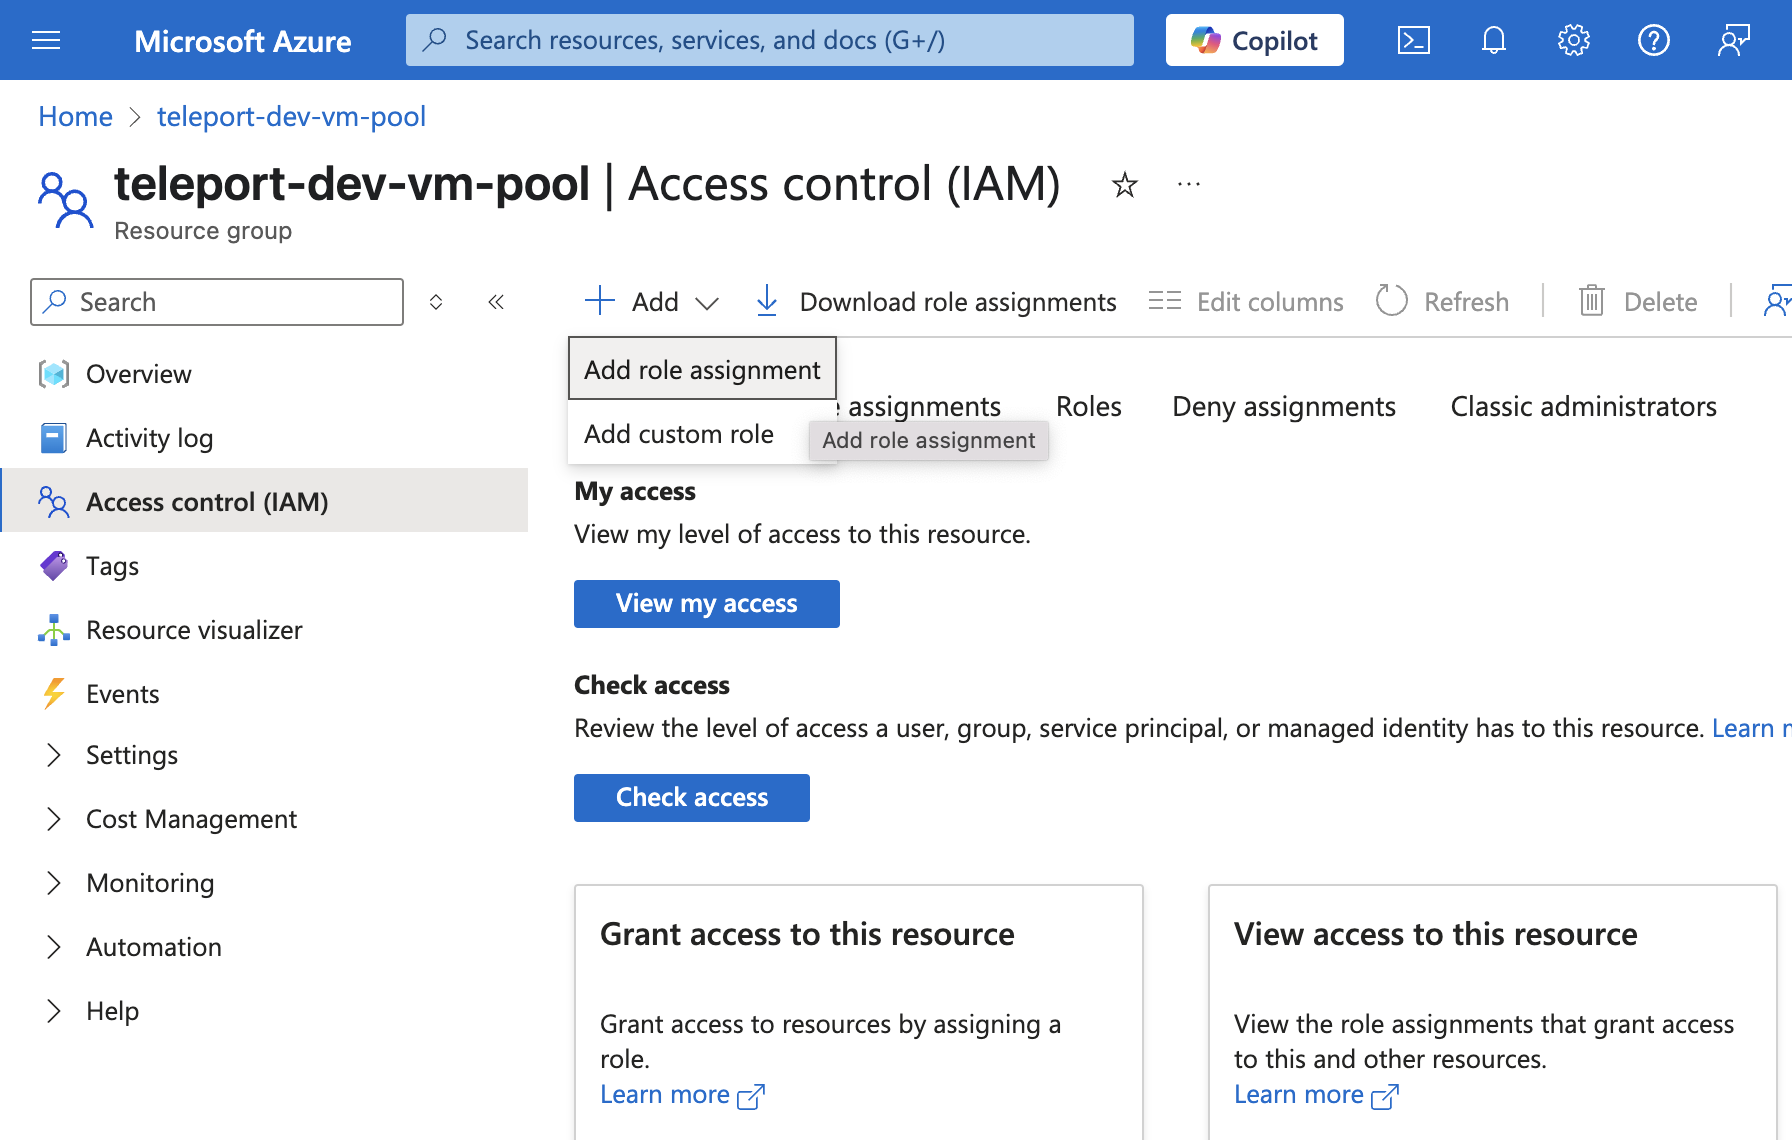 Microsoft Azure
Search resources, services, and docs (G+/)
Copilot
Home > teleport-dev-vm-pool
teleport-dev-vm-pool | Access control (IAM)
Resource group
Search
Add
Download role assignments
Edit columns
Refresh
Delete
Overview
Activity log
Access control (IAM)
Tags
Resource visualizer
Events
Settings
Cost Management
Monitoring
Automation
Help
Add role assignment
Add custom role
assignments
Roles
Deny assignments
Classic administrators
Add role assignment
My access
View my level of access to this resource.
View my access
Check access
Review the level of access a user, group, service principal, or managed identity has to this resource. Learn
Check access
Grant access to this resource
Grant access to resources by assigning a
role.
Learn more
View access to this resource
View the role assignments that grant access
to this and other resources.
Learn more